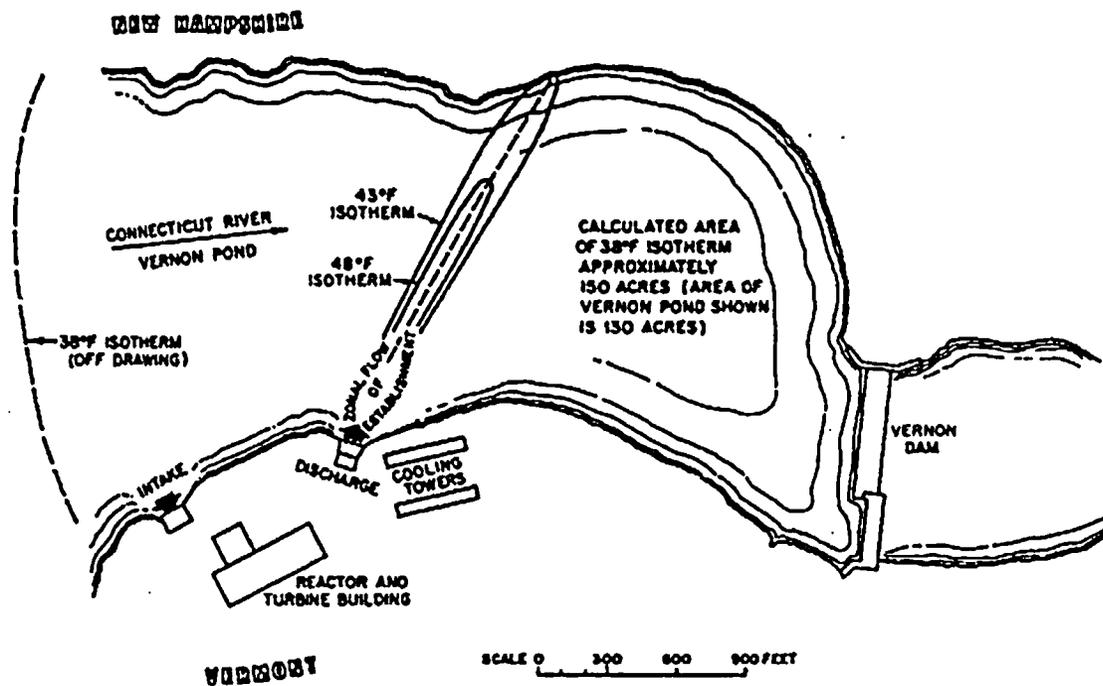 NEW HAMPSHIRE
43°F
ISOTHERM
CONNECTICUT RIVER
VERNON POND
48°F
ISOTHERM
CALCULATED AREA
OF 38°F ISOTHERM
APPROXIMATELY
150 ACRES (AREA OF
VERNON POND SHOWN
IS 130 ACRES)
38°F ISOTHERM
(OFF DRAWING)
ZONAL FLOW
OF
ESTABLISHMENT
VERNON
DAM
INTAKE
DISCHARGE
COOLING
TOWERS
REACTOR AND
TURBINE BUILDING
VERMONT
SCALE 0 300 600 900 FEET